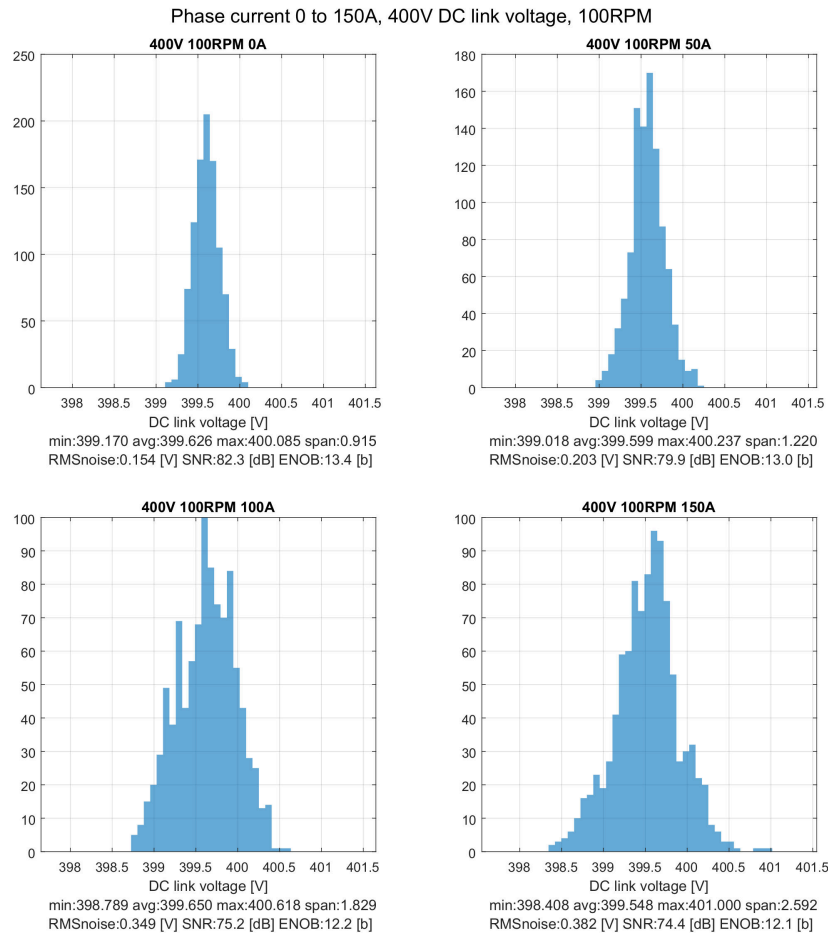 Phase current 0 to 150A, 400V DC link voltage, 100RPM
400V 100RPM 0A
250
200
150
100
50
0
398 398.5 399 399.5 400 400.5 401 401.5
DC link voltage [V]
min:399.170 avg:399.626 max:400.085 span:0.915
RMSnoise:0.154 [V] SNR:82.3 [dB] ENOB:13.4 [b]
400V 100RPM 50A
180
160
140
120
100
80
60
40
20
0
398 398.5 399 399.5 400 400.5 401 401.5
DC link voltage [V]
min:399.018 avg:399.599 max:400.237 span:1.220
RMSnoise:0.203 [V] SNR:79.9 [dB] ENOB:13.0 [b]
400V 100RPM 100A
100
90
80
70
60
50
40
30
20
10
0
398 398.5 399 399.5 400 400.5 401 401.5
DC link voltage [V]
min:398.789 avg:399.650 max:400.618 span:1.829
RMSnoise:0.349 [V] SNR:75.2 [dB] ENOB:12.2 [b]
400V 100RPM 150A
100
90
80
70
60
50
40
30
20
10
0
398 398.5 399 399.5 400 400.5 401 401.5
DC link voltage [V]
min:398.408 avg:399.548 max:401.000 span:2.592
RMSnoise:0.382 [V] SNR:74.4 [dB] ENOB:12.1 [b]